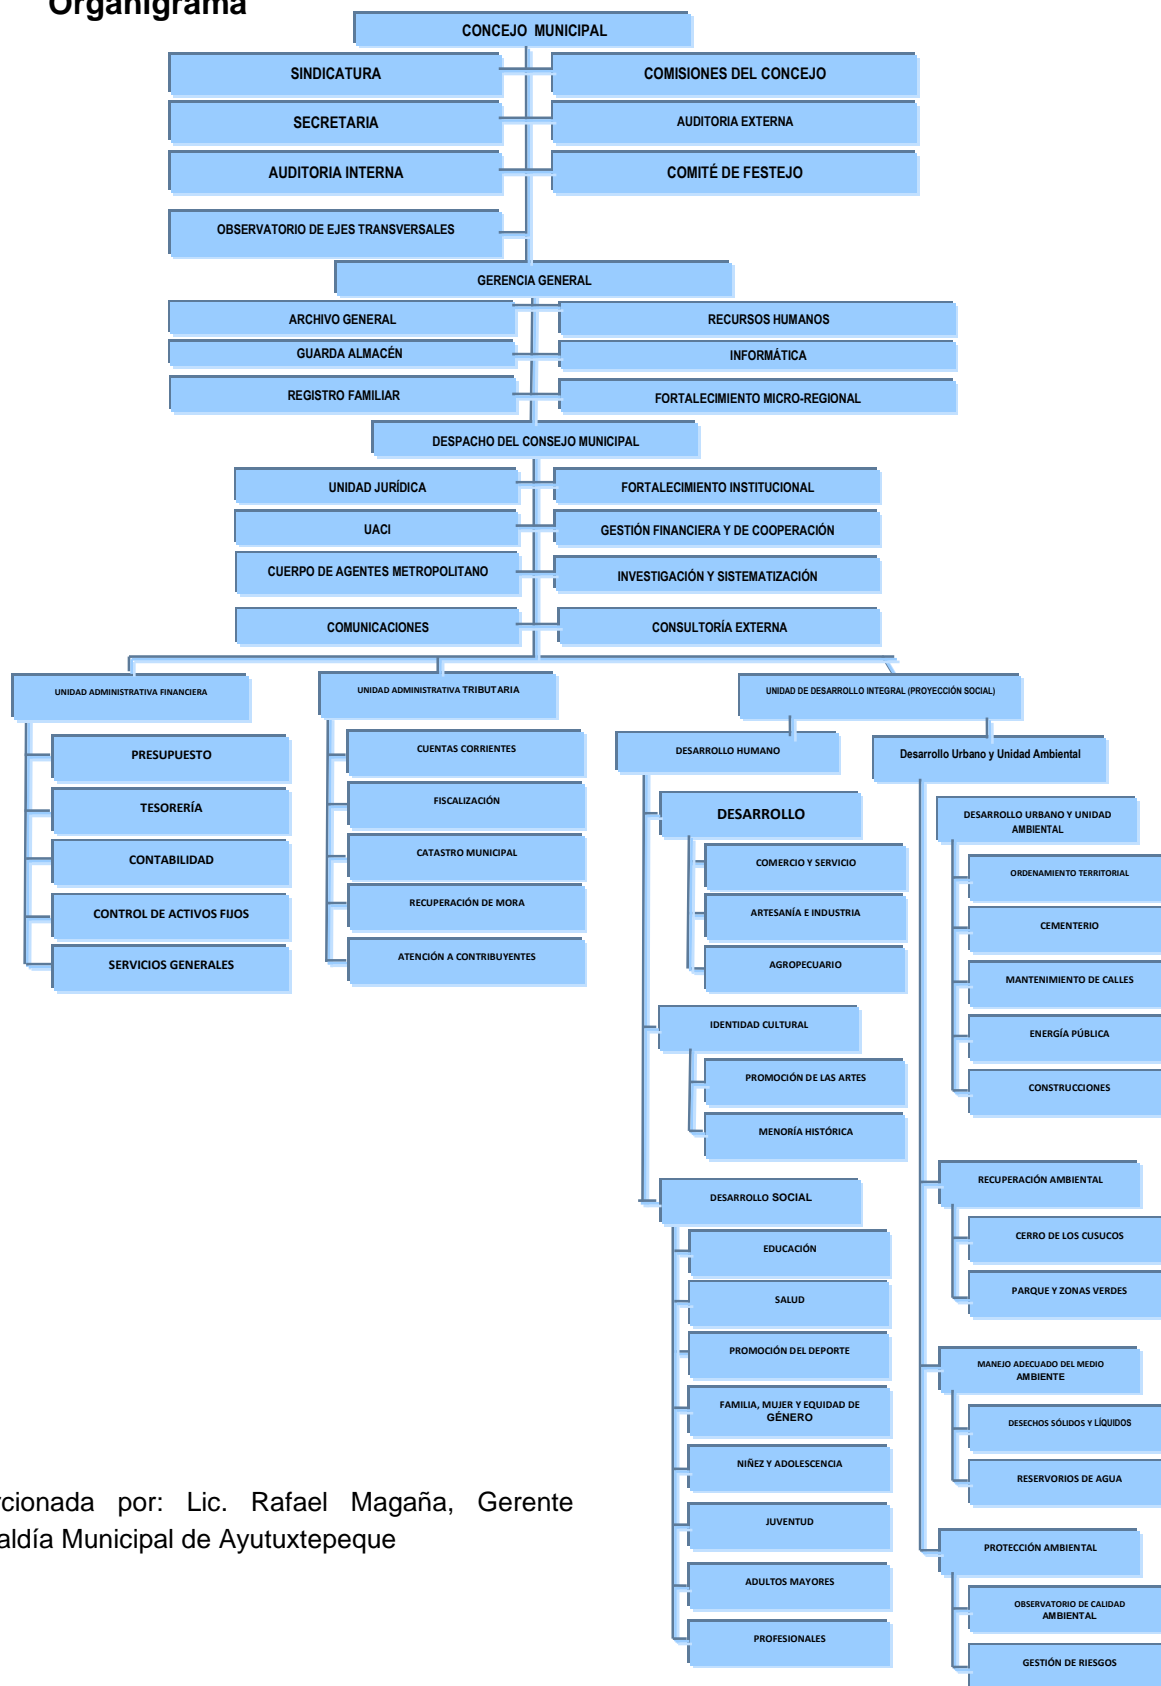 Organigrama
CONCEJO MUNICIPAL
SINDICATURA
COMISIONES DEL CONCEJO
SECRETARIA
AUDITORIA EXTERNA
AUDITORIA INTERNA
COMITÉ DE FESTEJO
OBSERVATORIO DE EJES TRANSVERSALES
GERENCIA GENERAL
ARCHIVO GENERAL
RECURSOS HUMANOS
GUARDA ALMACÉN
INFORMÁTICA
REGISTRO FAMILIAR
FORTALECIMIENTO MICRO-REGIONAL
DESPACHO DEL CONSEJO MUNICIPAL
UNIDAD JURÍDICA
FORTALECIMIENTO INSTITUCIONAL
UACI
GESTIÓN FINANCIERA Y DE COOPERACIÓN
CUERPO DE AGENTES METROPOLITANO
INVESTIGACIÓN Y SISTEMATIZACIÓN
COMUNICACIONES
CONSULTORÍA EXTERNA
UNIDAD ADMINISTRATIVA FINANCIERA
PRESUPUESTO
TESORERÍA
CONTABILIDAD
CONTROL DE ACTIVOS FIJOS
SERVICIOS GENERALES
UNIDAD ADMINISTRATIVA TRIBUTARIA
CUENTAS CORRIENTES
FISCALIZACIÓN
CATASTRO MUNICIPAL
RECUPERACIÓN DE MORA
ATENCIÓN A CONTRIBUYENTES
UNIDAD DE DESARROLLO INTEGRAL (PROYECCIÓN SOCIAL)
DESARROLLO HUMANO
DESARROLLO
COMERCIO Y SERVICIO
ARTESANÍA E INDUSTRIA
AGROPECUARIO
IDENTIDAD CULTURAL
PROMOCIÓN DE LAS ARTES
MENORÍA HISTÓRICA
DESARROLLO SOCIAL
EDUCACIÓN
SALUD
PROMOCIÓN DEL DEPORTE
FAMILIA, MUJER Y EQUIDAD DE
GÉNERO
NIÑEZ Y ADOLESCENCIA
JUVENTUD
ADULTOS MAYORES
PROFESIONALES
Desarrollo Urbano y Unidad Ambiental
DESARROLLO URBANO Y UNIDAD
AMBIENTAL
ORDENAMIENTO TERRITORIAL
CEMENTERIO
MANTENIMIENTO DE CALLES
ENERGÍA PÚBLICA
CONSTRUCCIONES
RECUPERACIÓN AMBIENTAL
CERRO DE LOS CUSUCOS
PARQUE Y ZONAS VERDES
MANEJO ADECUADO DEL MEDIO
AMBIENTE
DESECHOS SÓLIDOS Y LÍQUIDOS
RESERVORIOS DE AGUA
PROTECCIÓN AMBIENTAL
OBSERVATORIO DE CALIDAD
AMBIENTAL
GESTIÓN DE RIESGOS
rcionada por: Lic. Rafael Magaña, Gerente
aldía Municipal de Ayutuxtepeque